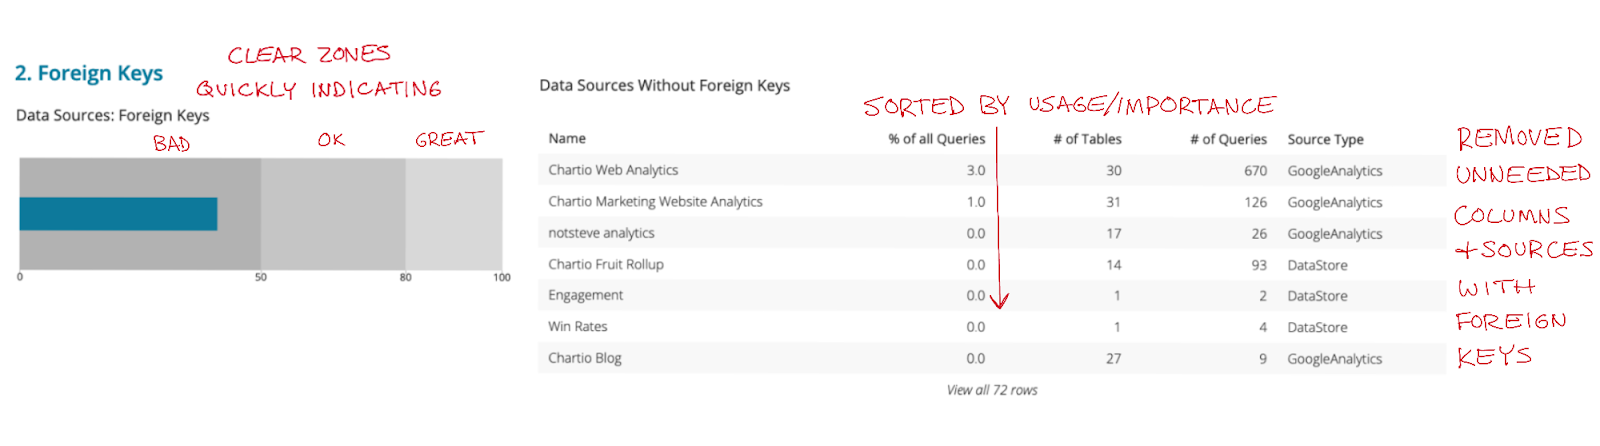 CLEAR ZONES
QUICKLY INDICATING
2. Foreign Keys
Data Sources: Foreign Keys
BAD OK GREAT
0 50 80 100
Data Sources Without Foreign Keys
SORTED BY USAGE/IMPORTANCE
Name % of all Queries # of Tables # of Queries Source Type
Chartio Web Analytics 3.0 30 670 GoogleAnalytics
Chartio Marketing Website Analytics 1.0 31 126 GoogleAnalytics
notsteve analytics 0.0 17 26 GoogleAnalytics
Chartio Fruit Rollup 0.0 14 93 DataStore
Engagement 0.0 1 2 DataStore
Win Rates 0.0 1 4 DataStore
Chartio Blog 0.0 27 9 GoogleAnalytics
View all 72 rows
REMOVED
UNNEEDED
COLUMNS
+SOURCES
WITH
FOREIGN
KEYS